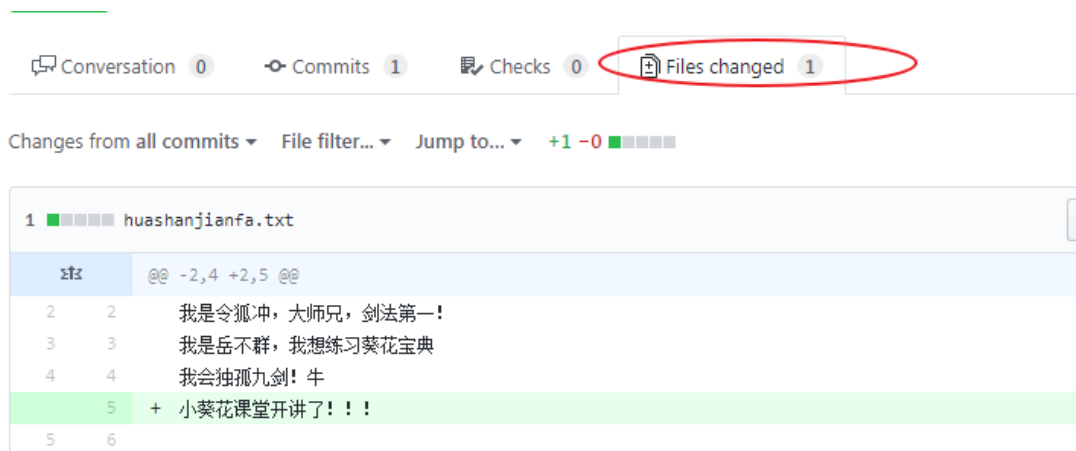 Conversation 0 Commits 1 Checks 0 Files changed 1
Changes from all commits File filter... Jump to... +1 −0
1 huashanjianfa.txt
@@ -2,4 +2,5 @@
2 2 我是令狐冲，大师兄，剑法第一！
3 3 我是岳不群，我想练习葵花宝典
4 4 我会独孤九剑！牛
5 + 小葵花课堂开讲了！！！
5 6